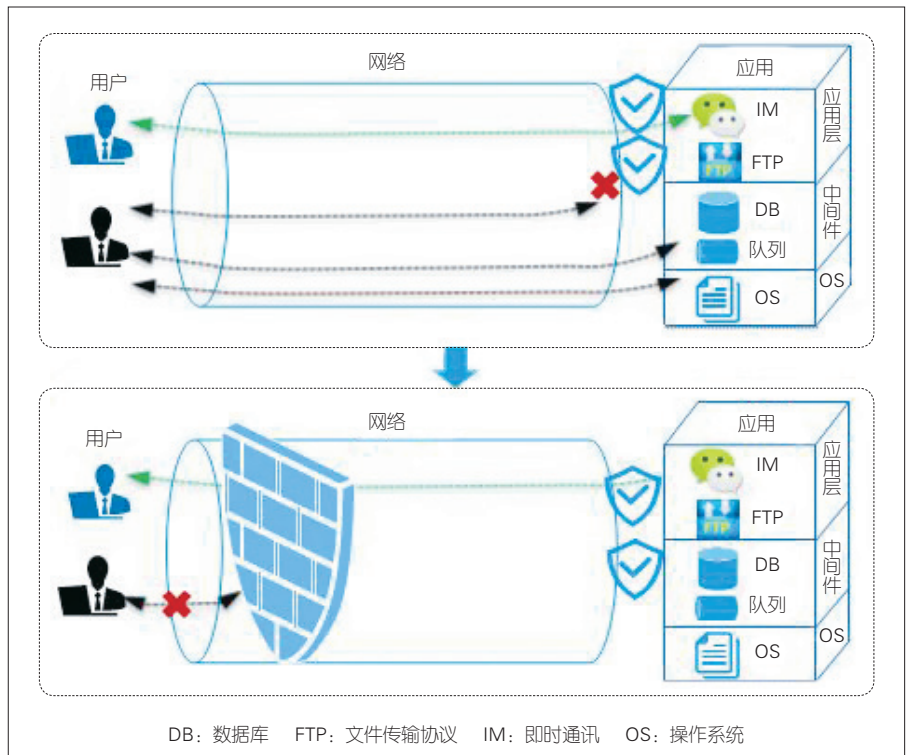 网络
用户
应用
IM
FTP
FTP
应用层
DB
队列
中间件
OS
OS
网络
用户
应用
IM
FTP
FTP
应用层
DB
队列
中间件
OS
OS
DB：数据库 FTP：文件传输协议 IM：即时通讯 OS：操作系统